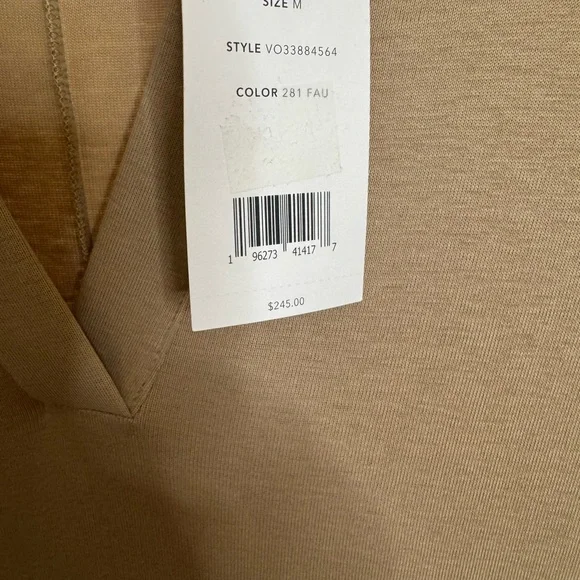 SIZE M
STYLE VO33884564
COLOR 281 FAU
1 96273 41417 7
$245.00